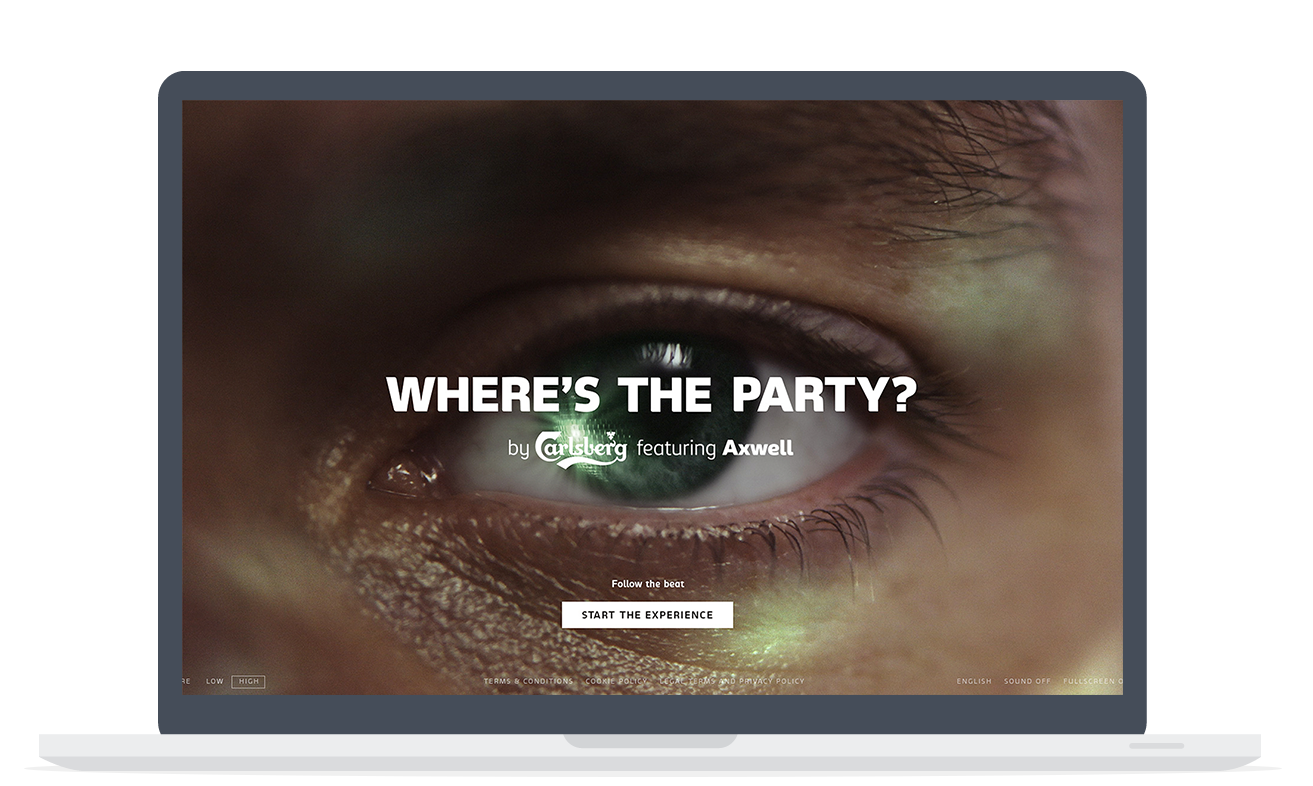 WHERE'S THE PARTY?
by Carlsberg featuring Axwell
Follow the beat
START THE EXPERIENCE
RE LOW HIGH TERMS & CONDITIONS COOKIE POLICY LEGAL TERMS AND PRIVACY POLICY ENGLISH SOUND OFF FULLSCREEN O